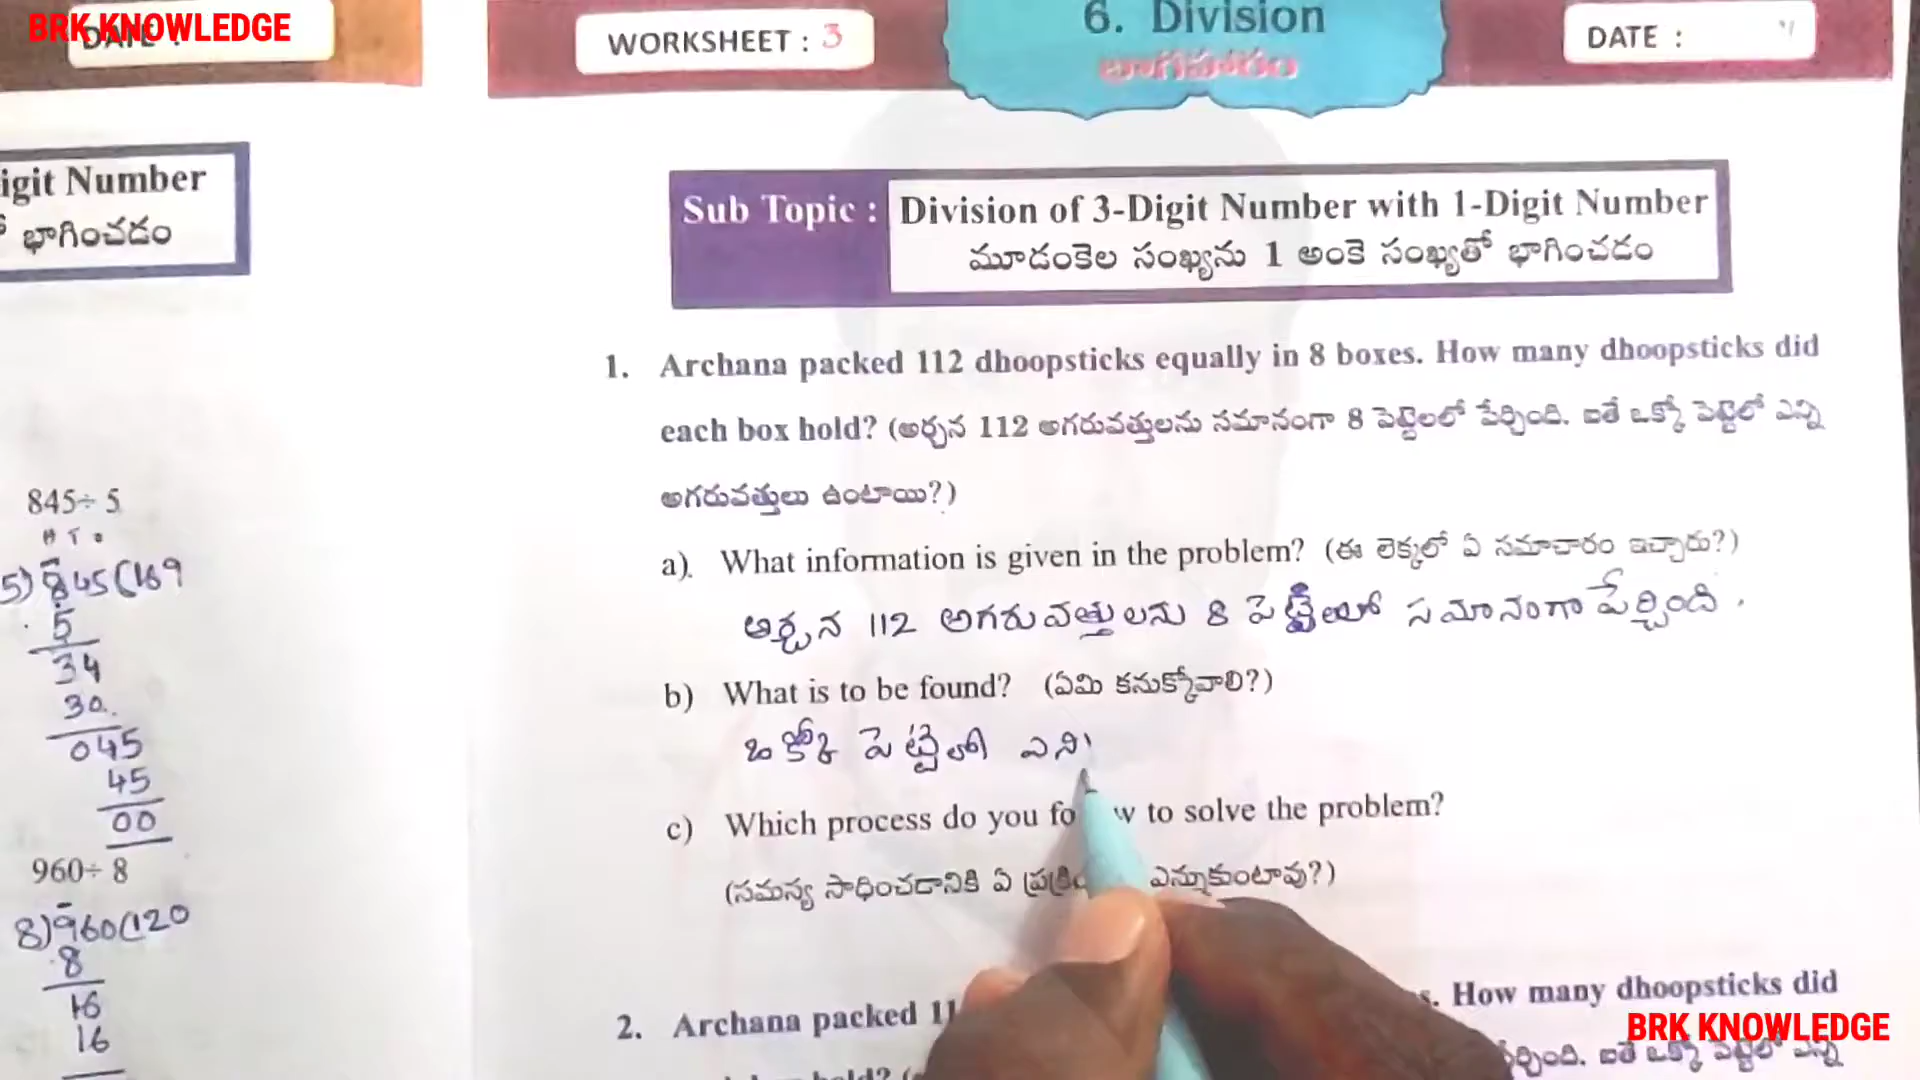 BRK KNOWLEDGE
DATE :
WORKSHEET : 3
6. Division
భాగహారం
DATE :
igit Number
భాగించడం
Sub Topic : Division of 3-Digit Number with 1-Digit Number
మూడంకెల సంఖ్యను 1 అంకె సంఖ్యతో భాగించడం
845÷ 5
H T O
5) 845(169
5
34
30
045
45
00
960÷ 8
8)960(120
8
16
16
1. Archana packed 112 dhoopsticks equally in 8 boxes. How many dhoopsticks did
each box hold? (అర్చన 112 అగరువత్తులను సమానంగా 8 పెట్టెలలో పేర్చింది. ఐతే ఒక్కో పెట్టెలో ఎన్ని
అగరువత్తులు ఉంటాయి?)
a). What information is given in the problem? (ఈ లెక్కలో ఏ సమాచారం ఇచ్చారు?)
అర్చన 112 అగరువత్తులను 8 సమానంగా పేర్చింది.
b) What is to be found? (ఏమి కనుక్కోవాలి?)
ఒక్కో పెట్టెలో ఎని
c) Which process do you fo w to solve the problem?
(సమస్య సాధించడానికి ఏ ఎన్నుకుంటావు?)
2. Archana packed 11 s. How many dhoopsticks did
BRK KNOWLEDGE
hold? ( ఐతే ఒక్కో పెట్టెలో ఎన్ని